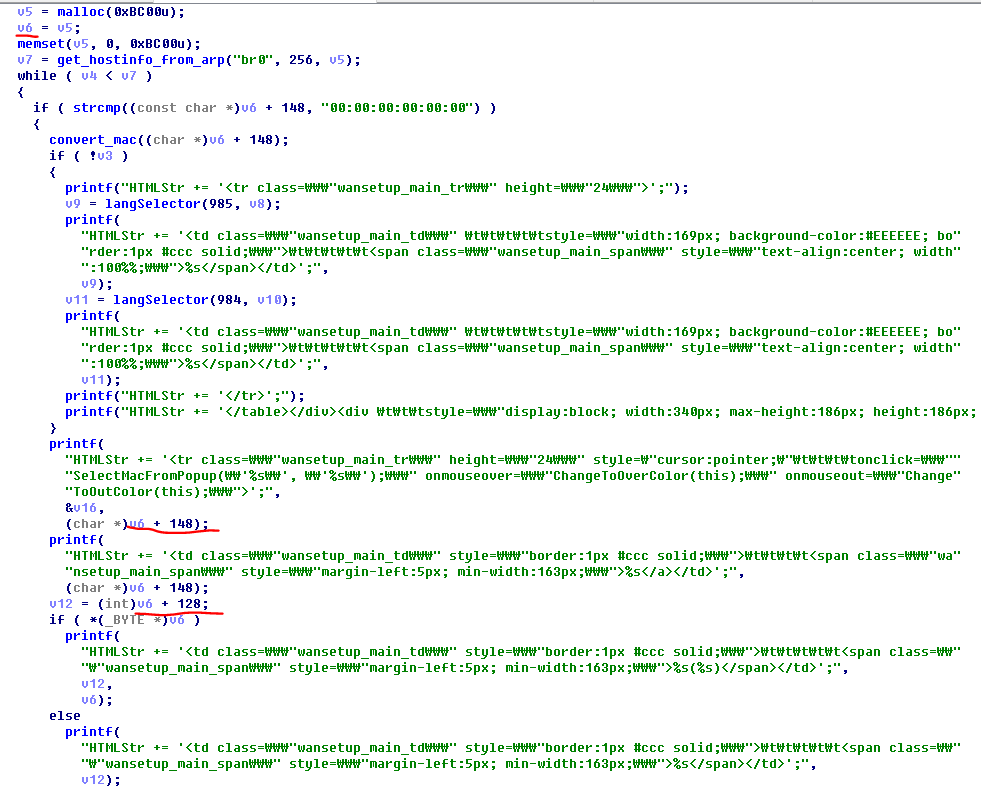 v5 = malloc(0xBC00u);
v6 = v5;
memset(v5, 0, 0xBC00u);
v7 = get_hostinfo_from_arp("br0", 256, v5);
while ( v4 < v7 )
{
if ( strcmp((const char *)v6 + 148, "00:00:00:00:00:00") )
{
convert_mac((char *)v6 + 148);
if ( !v3 )
{
printf("HTMLStr += '<tr class=₩₩₩"wansetup_main_tr₩₩₩" height=₩₩₩"24₩₩₩">';");
v9 = langSelector(985, v8);
printf(
"HTMLStr += '<td class=₩₩₩"wansetup_main_td₩₩₩" ₩t₩t₩t₩t₩tstyle=₩₩₩"width:169px; background-color:#EEEEEE; bo"
"rder:1px #ccc solid;₩₩₩">₩t₩t₩t₩t₩t<span class=₩₩₩"wansetup_main_span₩₩₩" style=₩₩₩"text-align:center; width"
":100%%;₩₩₩">%s</span></td>';",
v9);
v11 = langSelector(984, v10);
printf(
"HTMLStr += '<td class=₩₩₩"wansetup_main_td₩₩₩" ₩t₩t₩t₩t₩tstyle=₩₩₩"width:169px; background-color:#EEEEEE; bo"
"rder:1px #ccc solid;₩₩₩">₩t₩t₩t₩t₩t<span class=₩₩₩"wansetup_main_span₩₩₩" style=₩₩₩"text-align:center; width"
":100%%;₩₩₩">%s</span></td>';",
v11);
printf("HTMLStr += '</tr>';");
printf("HTMLStr += '</table></div><div ₩t₩t₩tstyle=₩₩₩"display:block; width:340px; max-height:186px; height:186px;
}
printf(
"HTMLStr += '<tr class=₩₩₩"wansetup_main_tr₩₩₩" height=₩₩₩"24₩₩₩" style=₩"cursor:pointer;₩"₩t₩t₩t₩tonclick=₩₩₩""
"SelectMacFromPopup(₩₩'%s₩₩', ₩₩'%s₩₩');₩₩₩" onmouseover=₩₩₩"ChangeToOverColor(this);₩₩₩" onmouseout=₩₩₩"Change"
"ToOutColor(this);₩₩₩">';",
&v16,
(char *)v6 + 148);
printf(
"HTMLStr += '<td class=₩₩₩"wansetup_main_td₩₩₩" style=₩₩₩"border:1px #ccc solid;₩₩₩">₩t₩t₩t₩t<span class=₩₩₩"wa"
"nsetup_main_span₩₩₩" style=₩₩₩"margin-left:5px; min-width:163px;₩₩₩">%s</a></td>';",
(char *)v6 + 148);
v12 = (int)v6 + 128;
if ( *(_BYTE *)v6 )
printf(
"HTMLStr += '<td class=₩₩₩"wansetup_main_td₩₩₩" style=₩₩₩"border:1px #ccc solid;₩₩₩">₩t₩t₩t₩t₩t<span class=₩₩"
"₩"wansetup_main_span₩₩₩" style=₩₩₩"margin-left:5px; min-width:163px;₩₩₩">%s(%s)</span></td>';",
v12,
v6);
else
printf(
"HTMLStr += '<td class=₩₩₩"wansetup_main_td₩₩₩" style=₩₩₩"border:1px #ccc solid;₩₩₩">₩t₩t₩t₩t₩t<span class=₩₩"
"₩"wansetup_main_span₩₩₩" style=₩₩₩"margin-left:5px; min-width:163px;₩₩₩">%s</span></td>';",
v12);